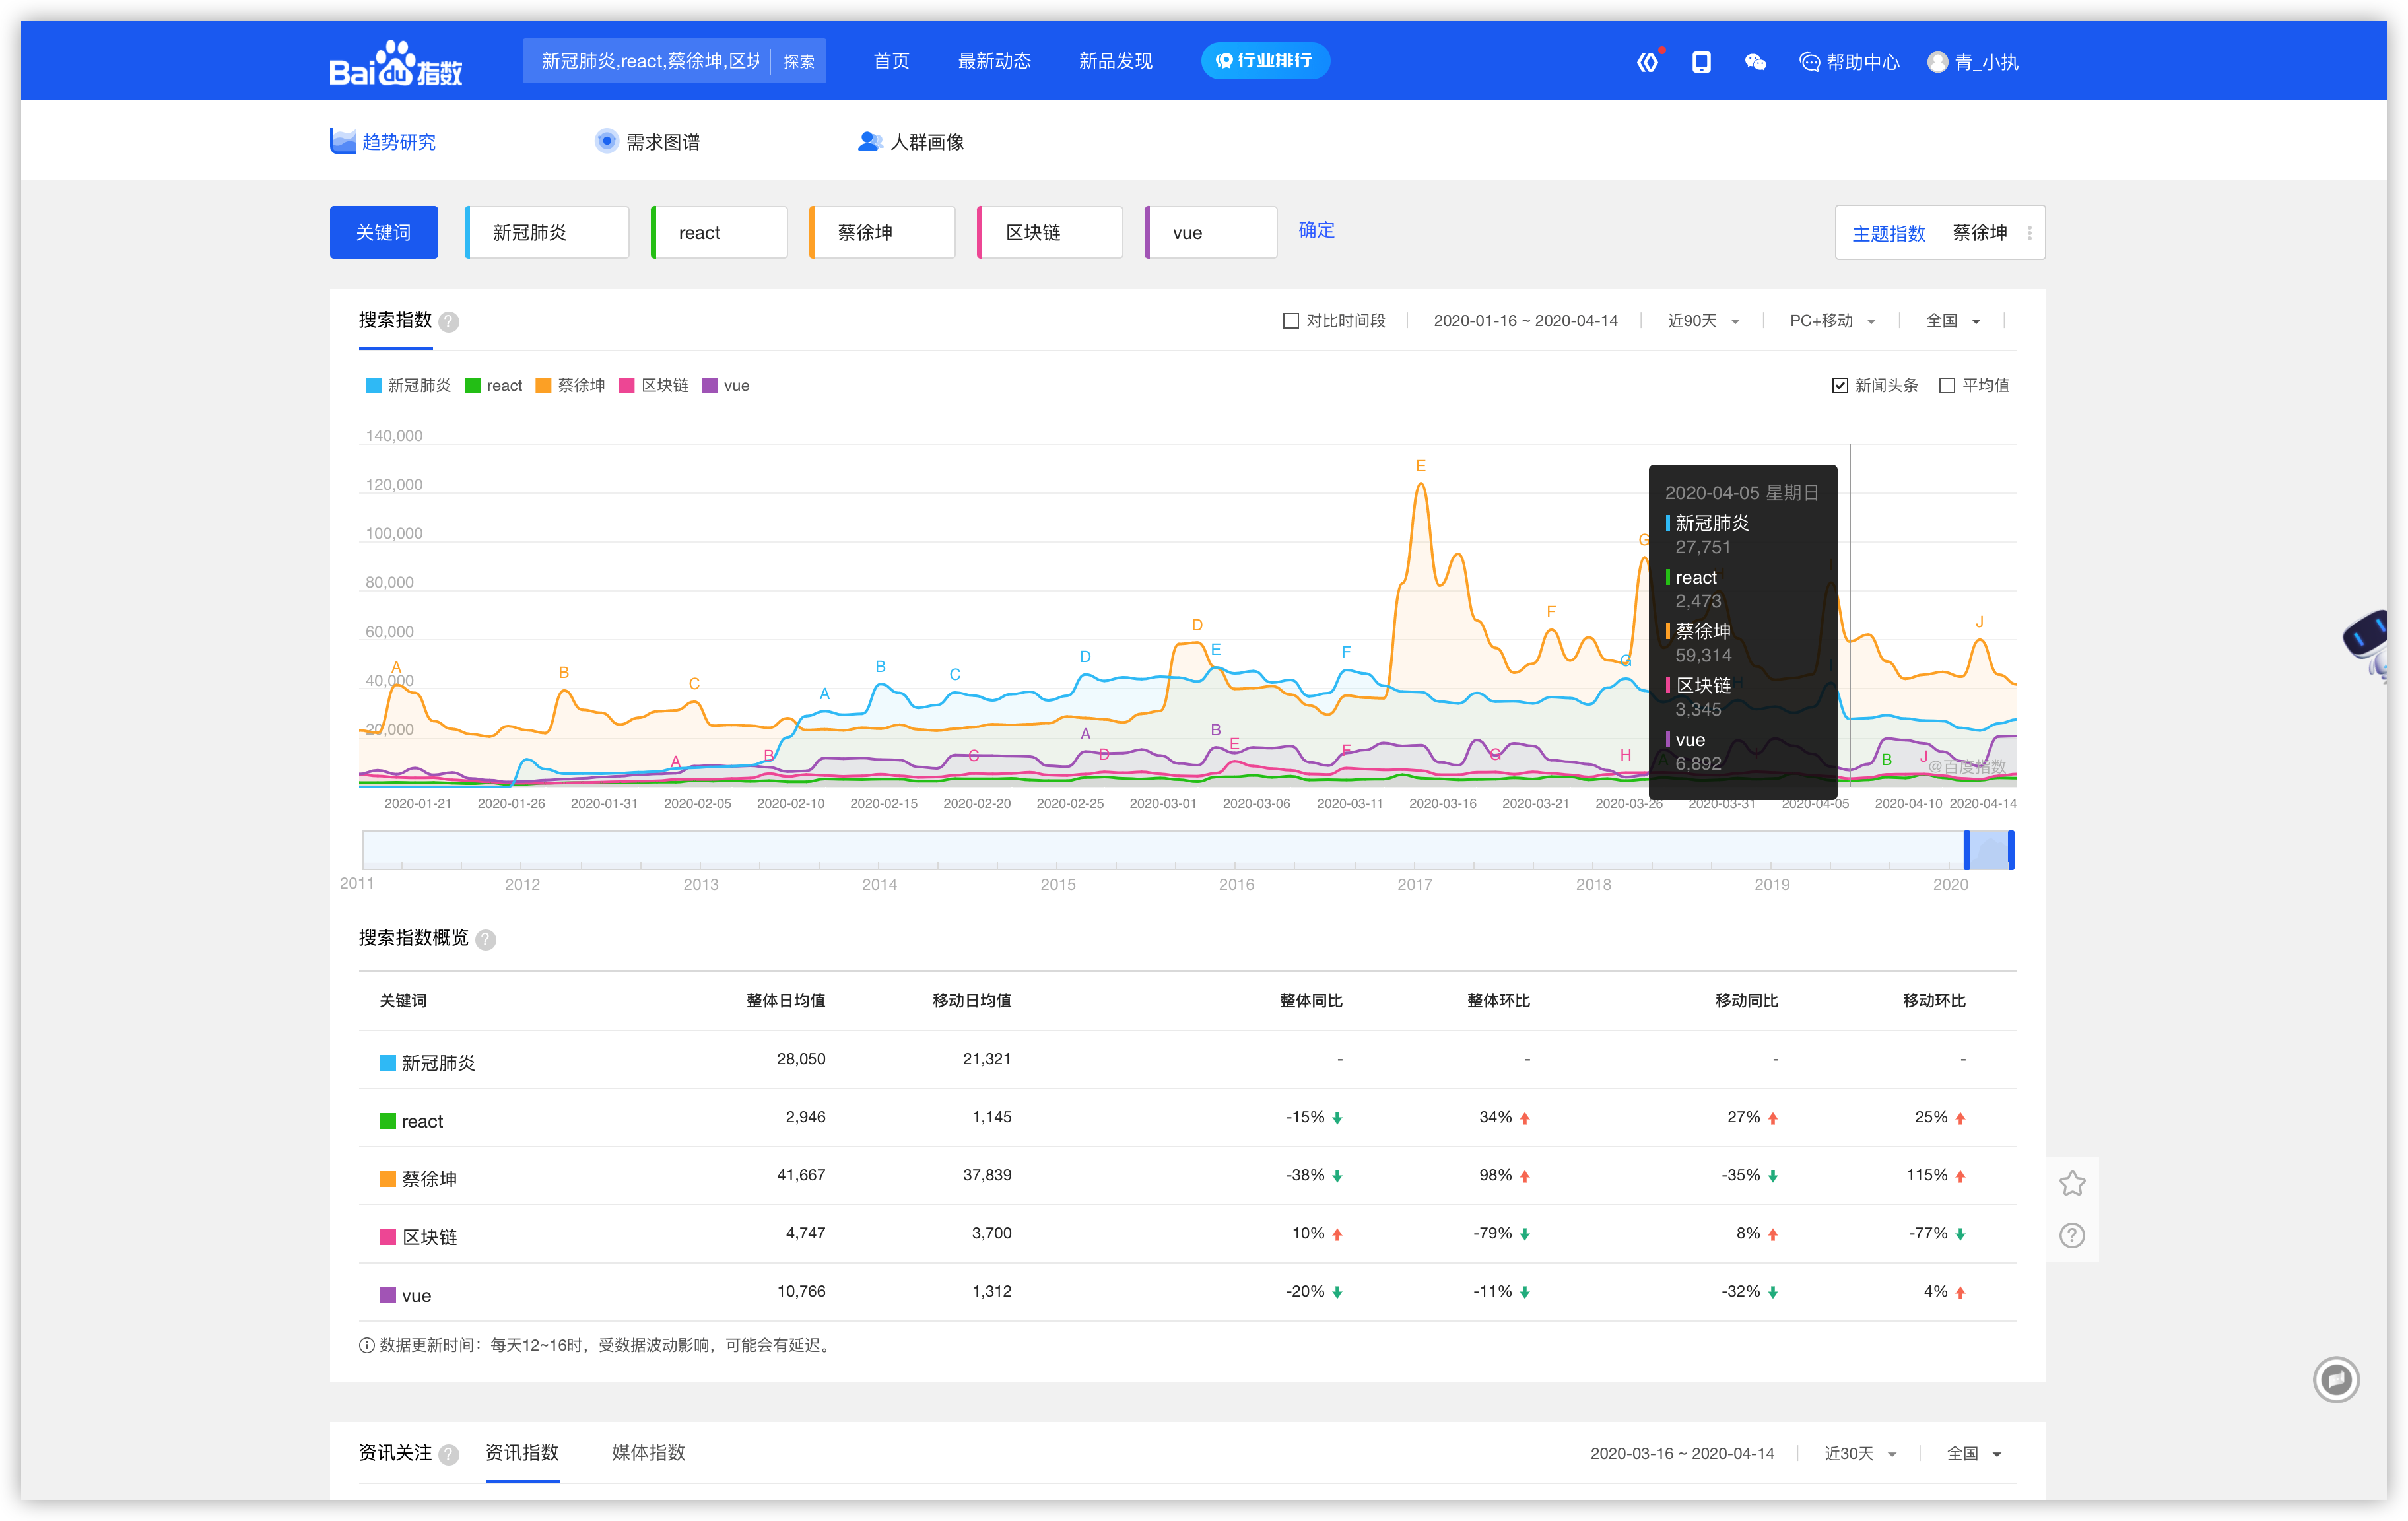 Bai du 指数
新冠肺炎,react,蔡徐坤,区块 探索 首页 最新动态 新品发现 行业排行 帮助中心 青_小执
趋势研究 需求图谱 人群画像
关键词 新冠肺炎 react 蔡徐坤 区块链 vue 确定 主题指数 蔡徐坤
搜索指数 ? 对比时间段 2020-01-16 ~ 2020-04-14 近90天 PC+移动 全国
新冠肺炎 react 蔡徐坤 区块链 vue 新闻头条 平均值
140,000
120,000
100,000
80,000
60,000
40,000
20,000
A B C D E F G J
A B C D E F G H I
A B
A B C D E F G H J
B
2020-04-05 星期日
新冠肺炎
27,751
react
2,473
蔡徐坤
59,314
区块链
3,345
vue
6,892
@百度指数
2020-01-21 2020-01-26 2020-01-31 2020-02-05 2020-02-10 2020-02-15 2020-02-20 2020-02-25 2020-03-01 2020-03-06 2020-03-11 2020-03-16 2020-03-21 2020-03-26 2020-03-31 2020-04-05 2020-04-10 2020-04-14
2011 2012 2013 2014 2015 2016 2017 2018 2019 2020
搜索指数概览 ?
关键词 整体日均值 移动日均值 整体同比 整体环比 移动同比 移动环比
新冠肺炎 28,050 21,321 - - - -
react 2,946 1,145 -15% 34% 27% 25%
蔡徐坤 41,667 37,839 -38% 98% -35% 115%
区块链 4,747 3,700 10% -79% 8% -77%
vue 10,766 1,312 -20% -11% -32% 4%
数据更新时间：每天12~16时，受数据波动影响，可能会有延迟。
资讯关注 ? 资讯指数 媒体指数 2020-03-16 ~ 2020-04-14 近30天 全国